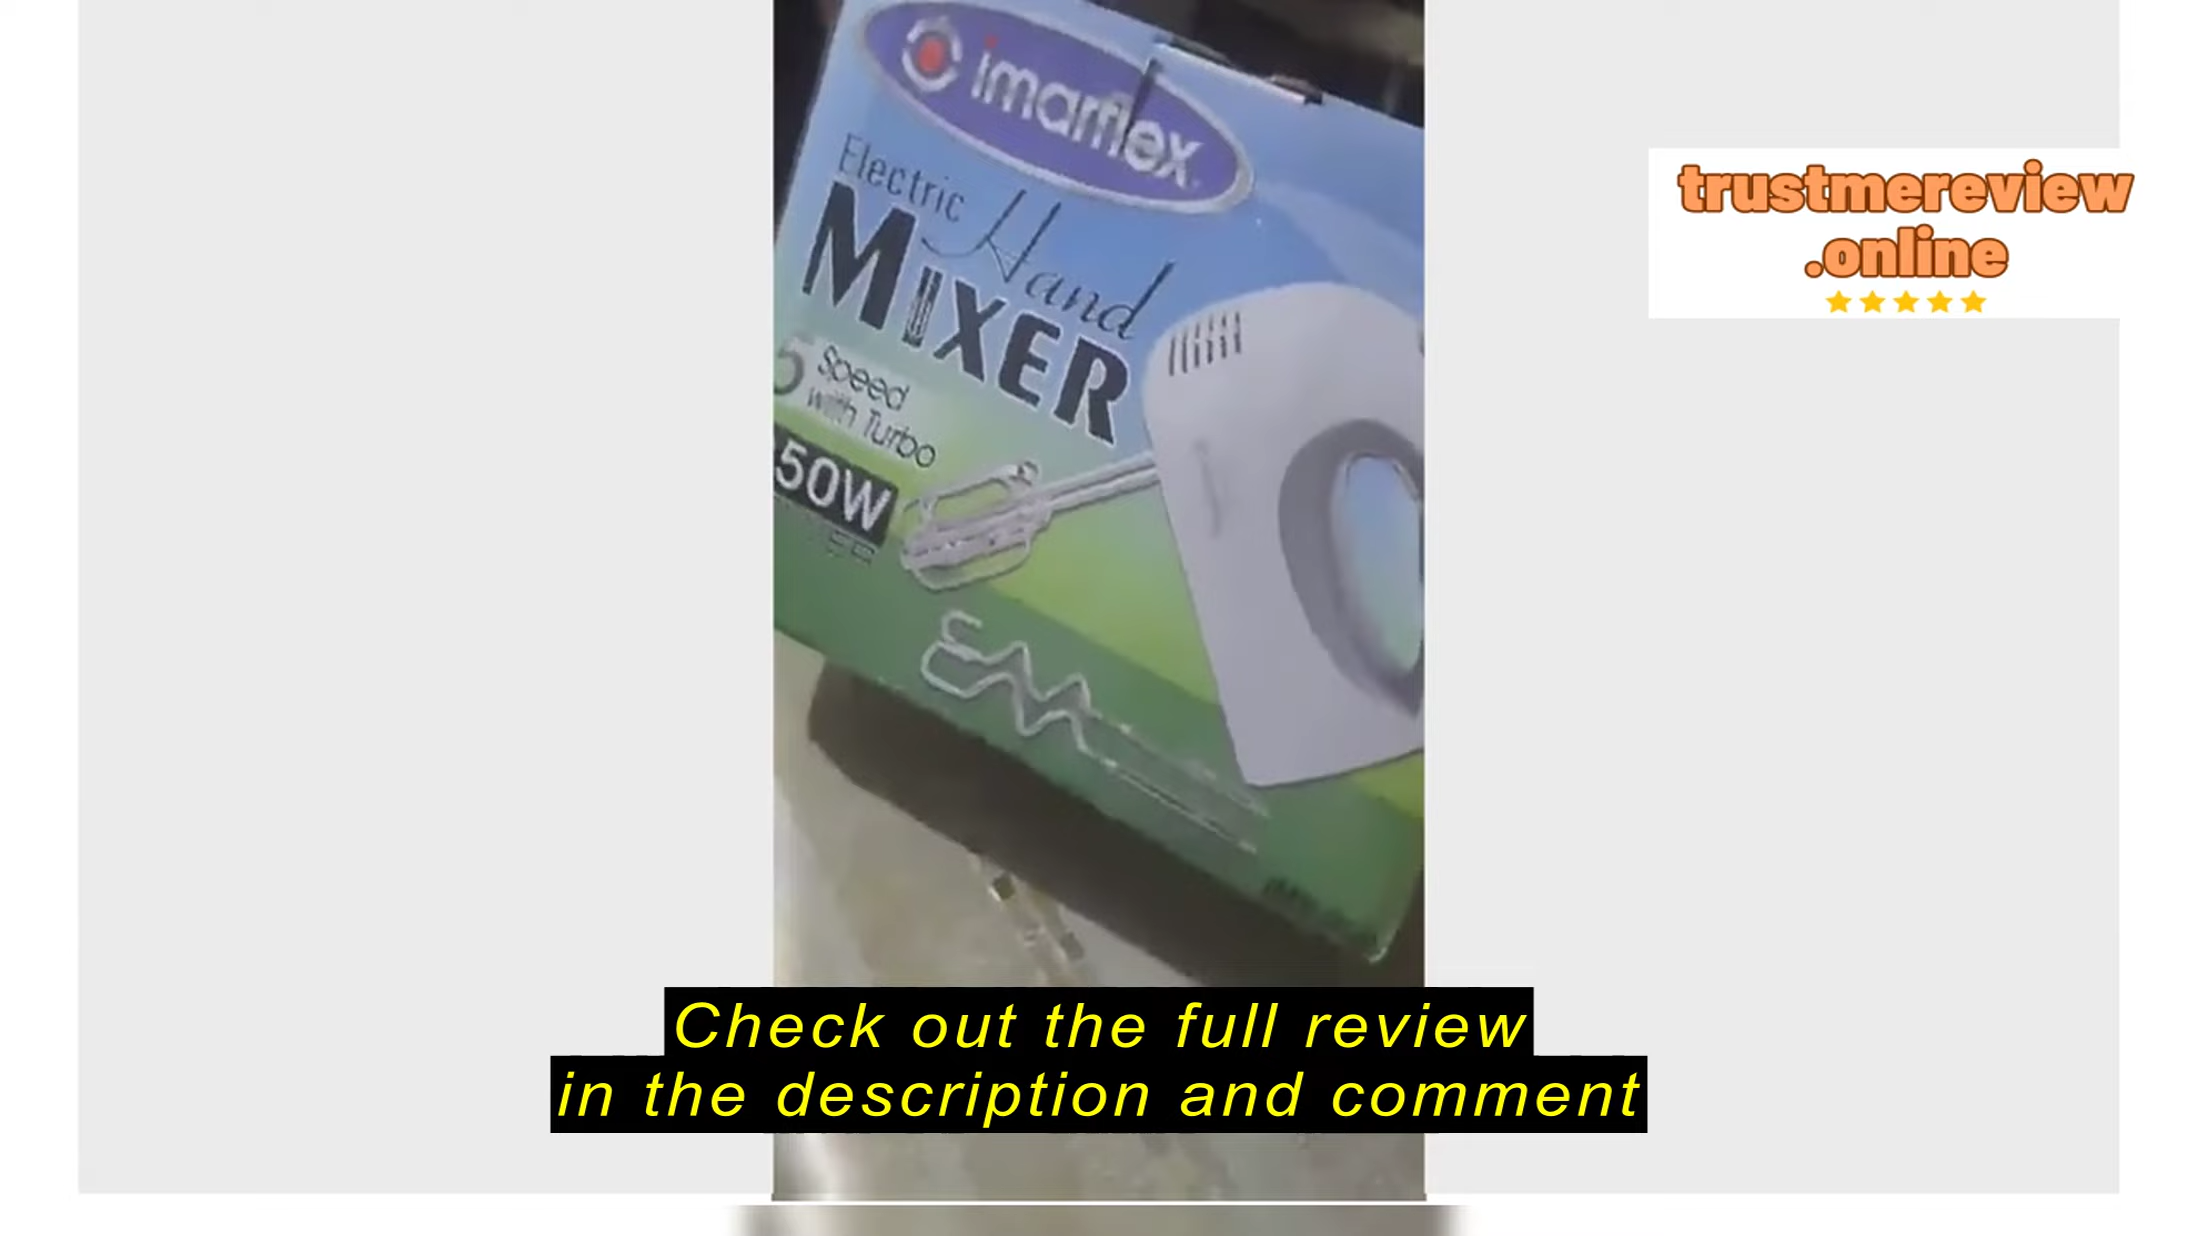 imarflex
Electric Hand
MIXER
5 Speed
with Turbo
50W
trustmereview
.online
Check out the full review
in the description and comment